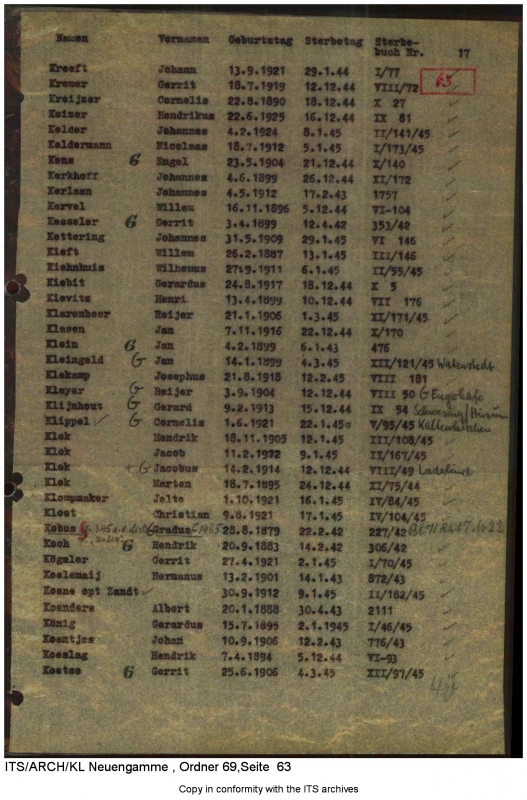 Namen Vornamen Geburtstag Sterbetag Sterbe-
buch Nr. 17
Kreeft Johann 13.9.1921 29.1.44 I/77
63
Kremer Gerrit 18.7.1919 12.12.44 VIII/72
Kreijzer Cornelis 22.8.1890 18.12.44 X 27
Keizer Hendrikus 22.6.1925 16.12.44 IX 81
Kelder Johannes 4.2.1924 8.1.45 II/141/45
Keldermann Nicolaas 18.7.1912 5.1.45 I/173/45
Kens G Engel 23.5.1904 21.12.44 X/140
Kerkhoff Johannes 4.6.1899 26.12.44 XI/172
Kerlaan Johannes 4.5.1912 17.2.43 1757
Kervel Willem 16.11.1896 5.12.44 VI-104
Kesseler G Gerrit 3.4.1899 12.4.42 353/42
Kettering Johannes 31.5.1909 29.1.45 VI 146
Kieft Willem 26.2.1887 13.1.45 III/146
Kiehnhuis Wilhemus 27.9.1911 6.1.45 II/55/45
Kiebit Gerardus 24.8.1917 18.12.44 X 5
Kievits Henri 13.4.1899 10.12.44 VII 176
Klarenbeer Reijer 21.1.1906 1.3.45 XI/171/45
Klasen Jan 7.11.1916 22.12.44 X/170
Klein G Jan 4.2.1899 6.1.43 476
Kleingeld G Jan 14.1.1899 4.3.45 XII/121/45 Watenstedt
Klekamp Josephus 21.8.1918 12.2.45 VIII 181
Kleyer G Reijer 3.9.1904 12.12.44 VIII 50 G Engerhafe
Klijnhout G Gerard 9.2.1913 15.12.44 IX 54 Schwesing/Husum
Klippel G Cornelis 1.6.1921 22.1.45 V/95/45 Kaltenkirchen
Klok Hendrik 18.11.1905 12.1.45 III/108/45
Klok Jacob 11.2.1922 9.1.45 II/167/45
Klok + G Jacobus 14.2.1914 12.12.44 VIII/49 Ladelund
Klok Marten 18.7.1895 24.12.44 XI/75/44
Klompmaker Jelte 1.10.1921 16.1.45 IV/84/45
Kloot Christian 9.8.1921 17.1.45 IV/104/45
Kobus Gradus 28.8.1879 22.2.42 227/42
Koch G Hendrik 20.9.1883 14.2.42 306/42
Kögeler Gerrit 27.4.1921 2.1.45 I/70/45
Koelemaij Hermanus 13.2.1901 14.1.43 872/43
Koene opt Zandt 30.9.1912 9.1.45 II/182/45
Koenders Albert 20.1.1888 30.4.43 2111
König Gerardus 15.7.1895 2.1.1945 I/46/45
Koentjes Johan 10.9.1906 12.2.43 776/43
Koeslag Hendrik 7.4.1894 5.12.44 VI-93
Koetse G Gerrit 25.6.1906 4.3.45 XII/97/45
ITS/ARCH/KL Neuengamme , Ordner 69,Seite 63
Copy in conformity with the ITS archives